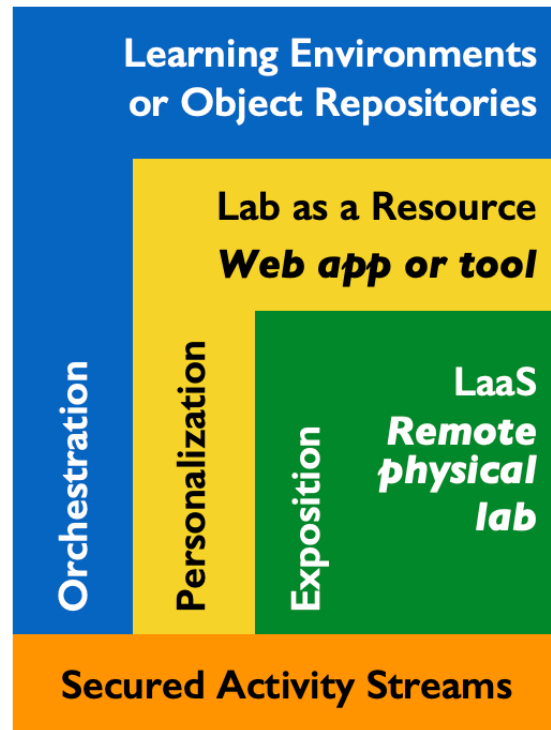 Learning Environments
or Object Repositories
Lab as a Resource
Web app or tool
LaaS
Remote
physical
lab
Orchestration
Personalization
Exposition
Secured Activity Streams